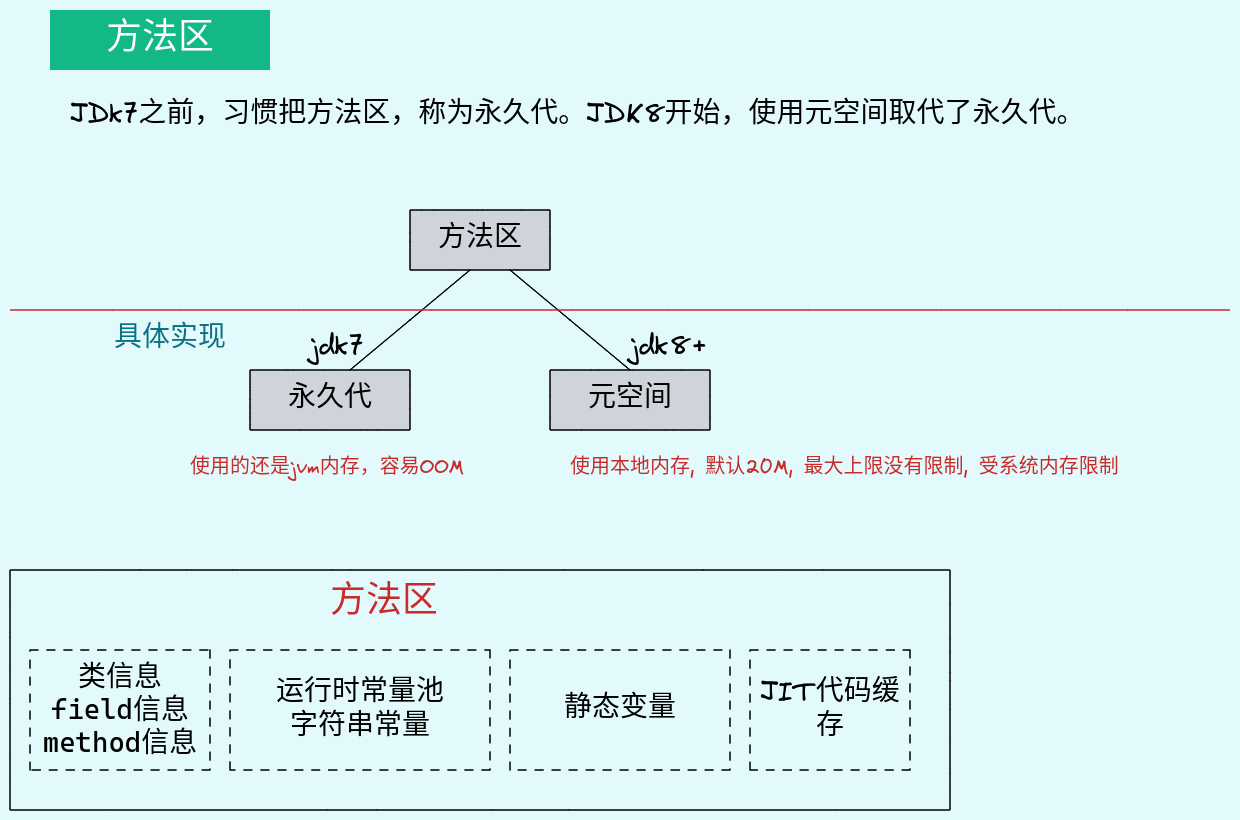 方法区
JDk7之前，习惯把方法区，称为永久代。JDK8开始，使用元空间取代了永久代。
方法区
具体实现
jdk7
jdk8+
永久代
元空间
使用的还是jvm内存，容易OOM
使用本地内存, 默认20M, 最大上限没有限制, 受系统内存限制
方法区
类信息
field信息
method信息
运行时常量池
字符串常量
静态变量
JIT代码缓
存